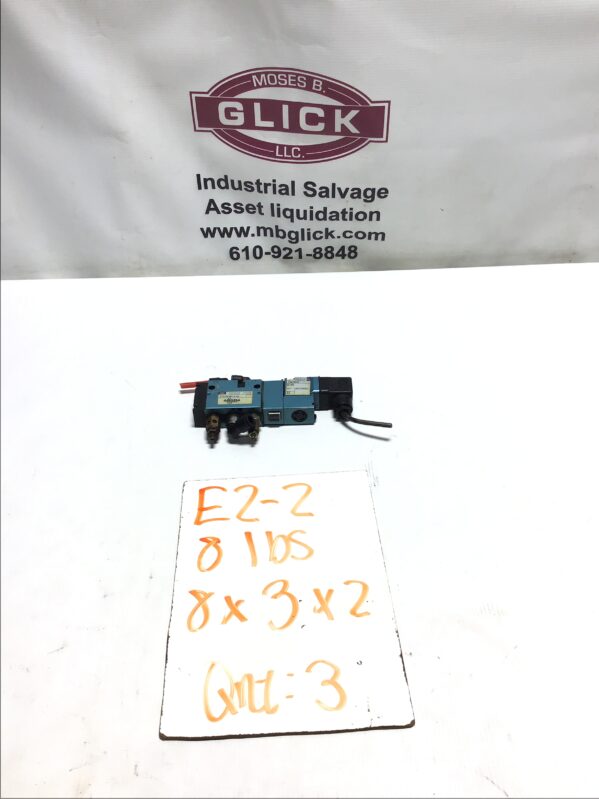 MOSES B.
GLICK
LLC.
Industrial Salvage
Asset liquidation
www.mbglick.com
610-921-8848
E2-2
8 lbs
8 x 3 x 2
Qnt: 3